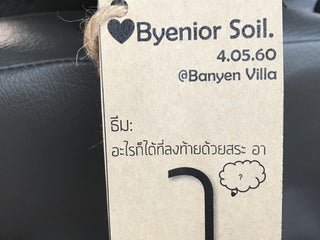 Byenior Soil.
4.05.60
@Banyen Villa
ธีม:
อะไรก็ได้ที่ลงท้ายด้วยสระ อา
?
า